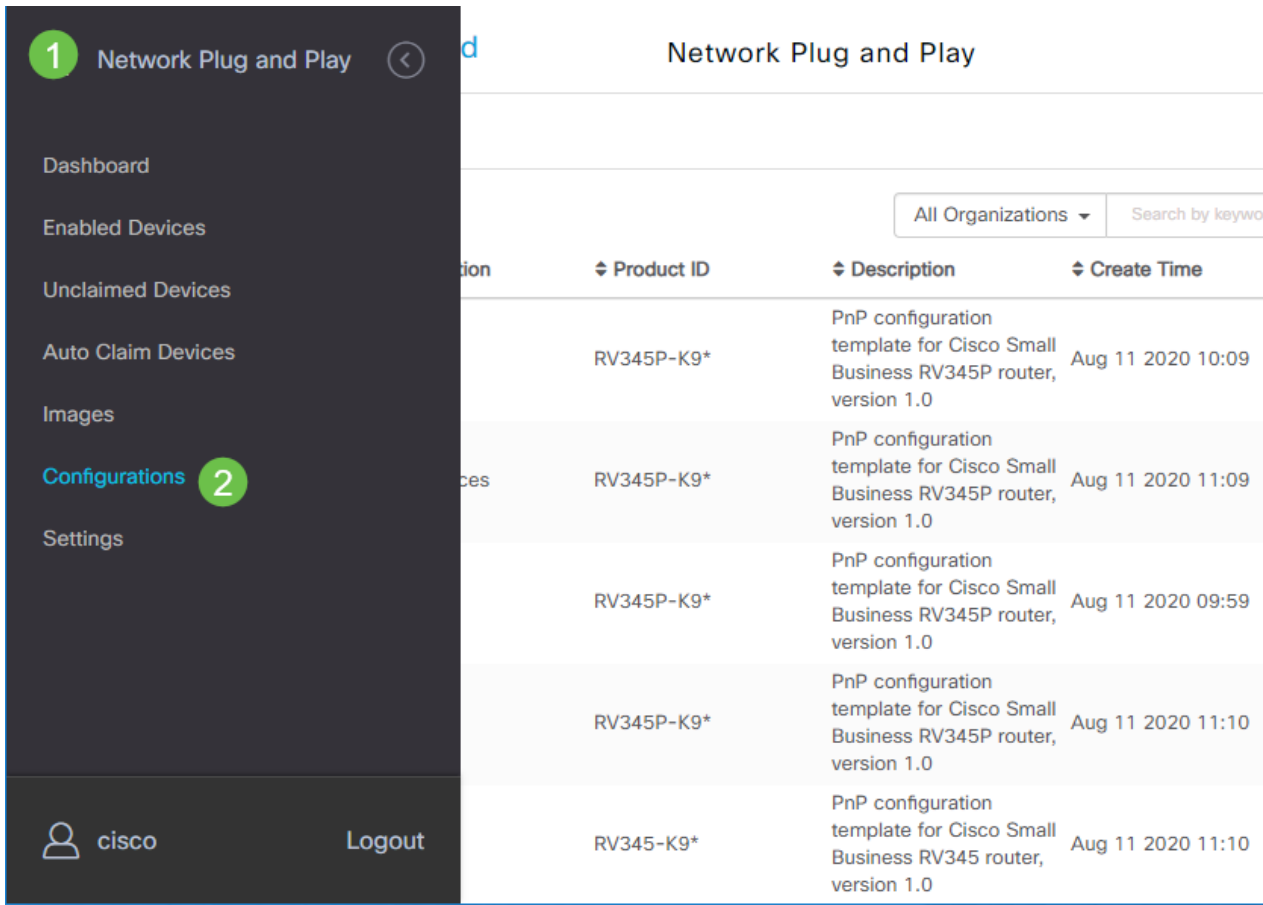 1 Network Plug and Play
d
Network Plug and Play
Dashboard
Enabled Devices
Unclaimed Devices
Auto Claim Devices
Images
Configurations 2
Settings
cisco Logout
All Organizations Search by keywo
tion Product ID Description Create Time
RV345P-K9*
PnP configuration
template for Cisco Small
Business RV345P router,
version 1.0
Aug 11 2020 10:09
ces
RV345P-K9*
PnP configuration
template for Cisco Small
Business RV345P router,
version 1.0
Aug 11 2020 11:09
RV345P-K9*
PnP configuration
template for Cisco Small
Business RV345P router,
version 1.0
Aug 11 2020 09:59
RV345P-K9*
PnP configuration
template for Cisco Small
Business RV345P router,
version 1.0
Aug 11 2020 11:10
RV345-K9*
PnP configuration
template for Cisco Small
Business RV345 router,
version 1.0
Aug 11 2020 11:10